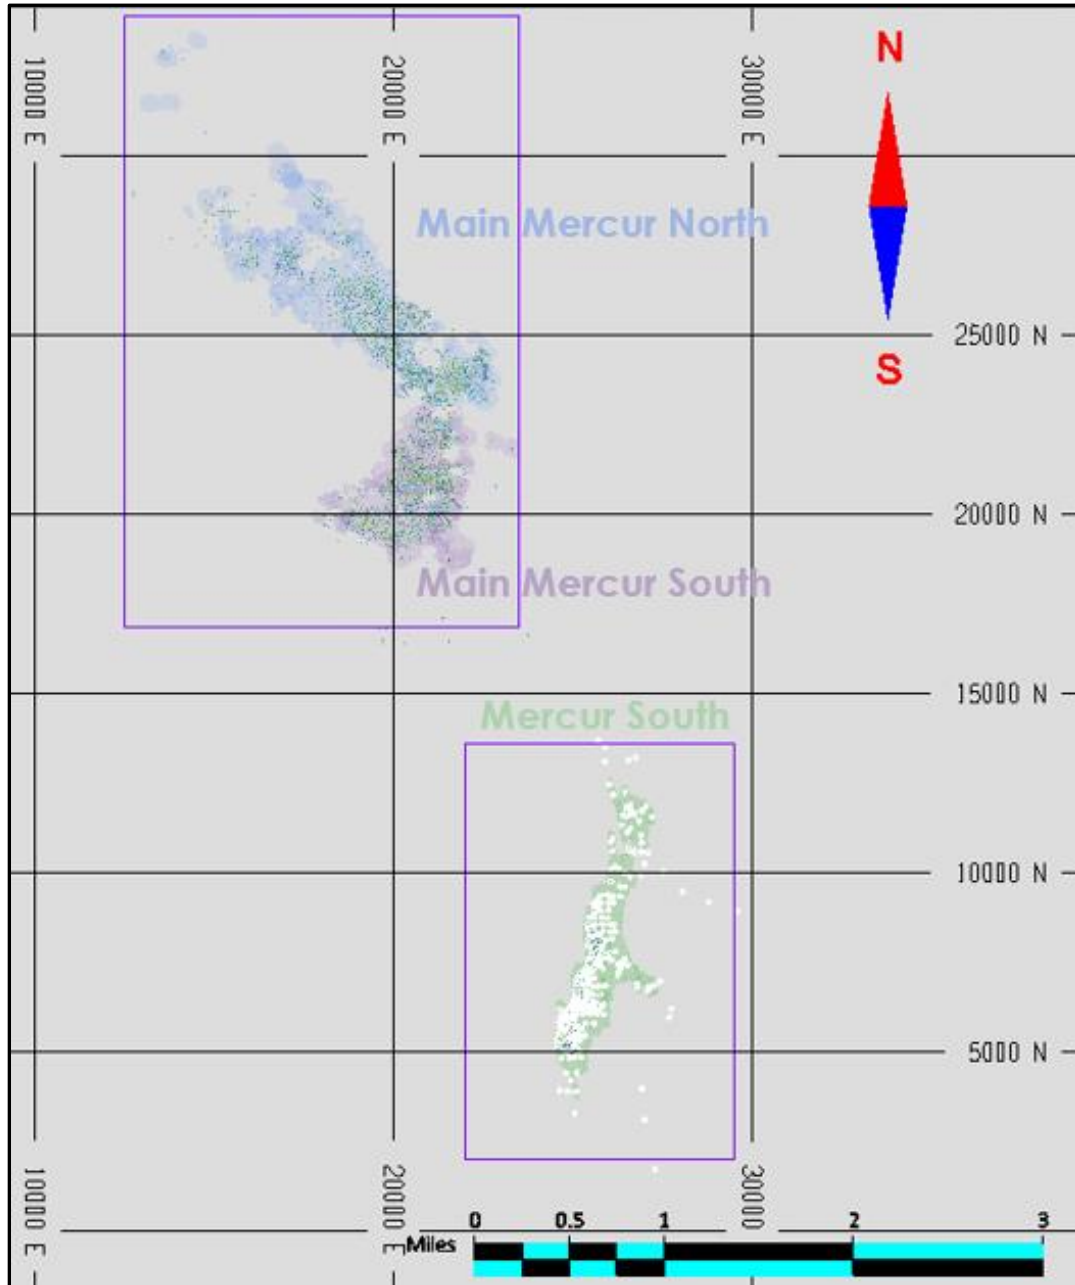 10000 E
20000 E
30000 E
N
Main Mercur North
25000 N
S
20000 N
Main Mercur South
15000 N
Mercur South
10000 N
5000 N
10000 E
20000 E
30000 E
0 0.5 1 2 3
Miles